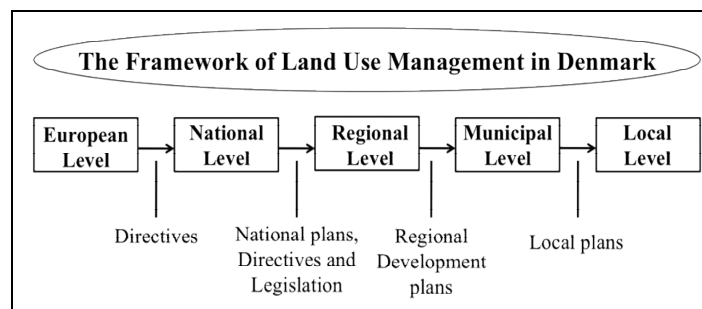 The Framework of Land Use Management in Denmark
European
Level
National
Level
Regional
Level
Municipal
Level
Local
Level
Directives
National plans,
Directives and
Legislation
Regional
Development
plans
Local plans